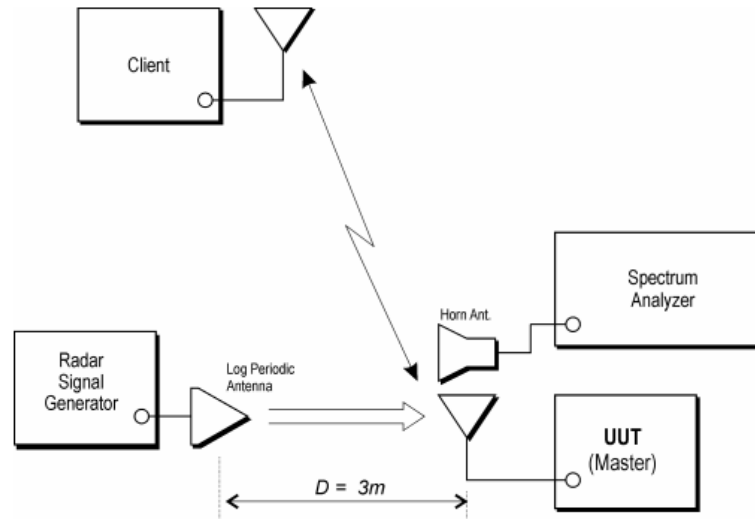 Client
Spectrum
Analyzer
Horn Ant.
Radar
Signal
Generator
Log Periodic
Antenna
UUT
(Master)
D = 3m